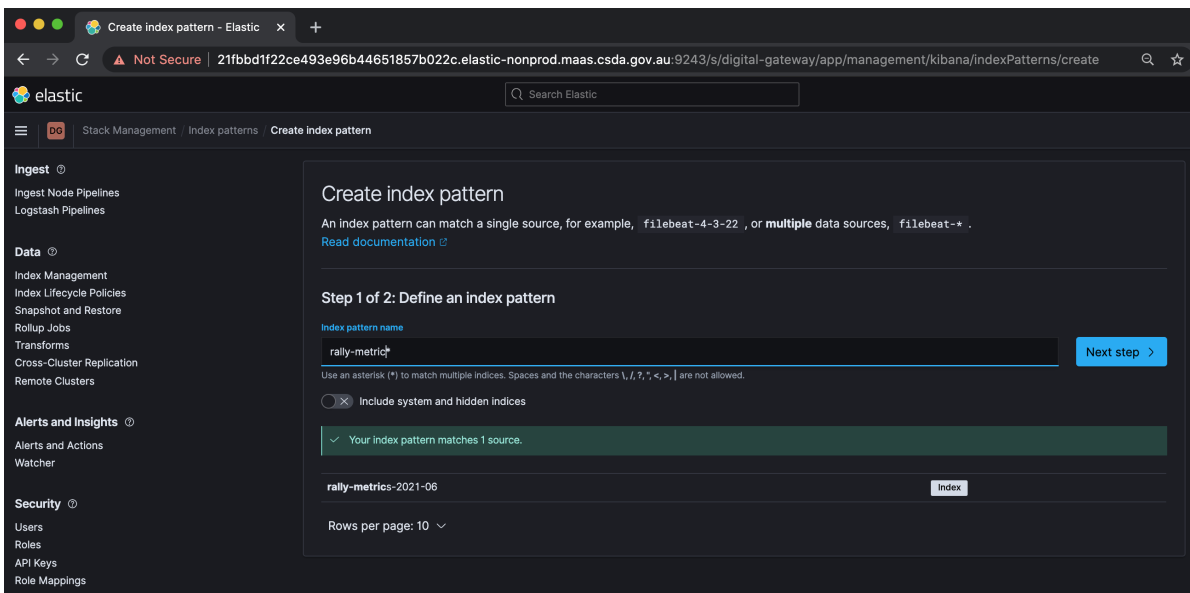 Create index pattern - Elastic
Not Secure | 21fbbd1f22ce493e96b44651857b022c.elastic-nonprod.maas.csda.gov.au:9243/s/digital-gateway/app/management/kibana/indexPatterns/create
elastic
Search Elastic
DG Stack Management / Index patterns / Create index pattern
Ingest
Ingest Node Pipelines
Logstash Pipelines
Data
Index Management
Index Lifecycle Policies
Snapshot and Restore
Rollup Jobs
Transforms
Cross-Cluster Replication
Remote Clusters
Alerts and Insights
Alerts and Actions
Watcher
Security
Users
Roles
API Keys
Role Mappings
Create index pattern
An index pattern can match a single source, for example, filebeat-4-3-22 , or multiple data sources, filebeat-* .
Read documentation
Step 1 of 2: Define an index pattern
Index pattern name
rally-metric*
Next step
Use an asterisk (*) to match multiple indices. Spaces and the characters \, /, ?, ", <, >, | are not allowed.
Include system and hidden indices
Your index pattern matches 1 source.
rally-metrics-2021-06 Index
Rows per page: 10